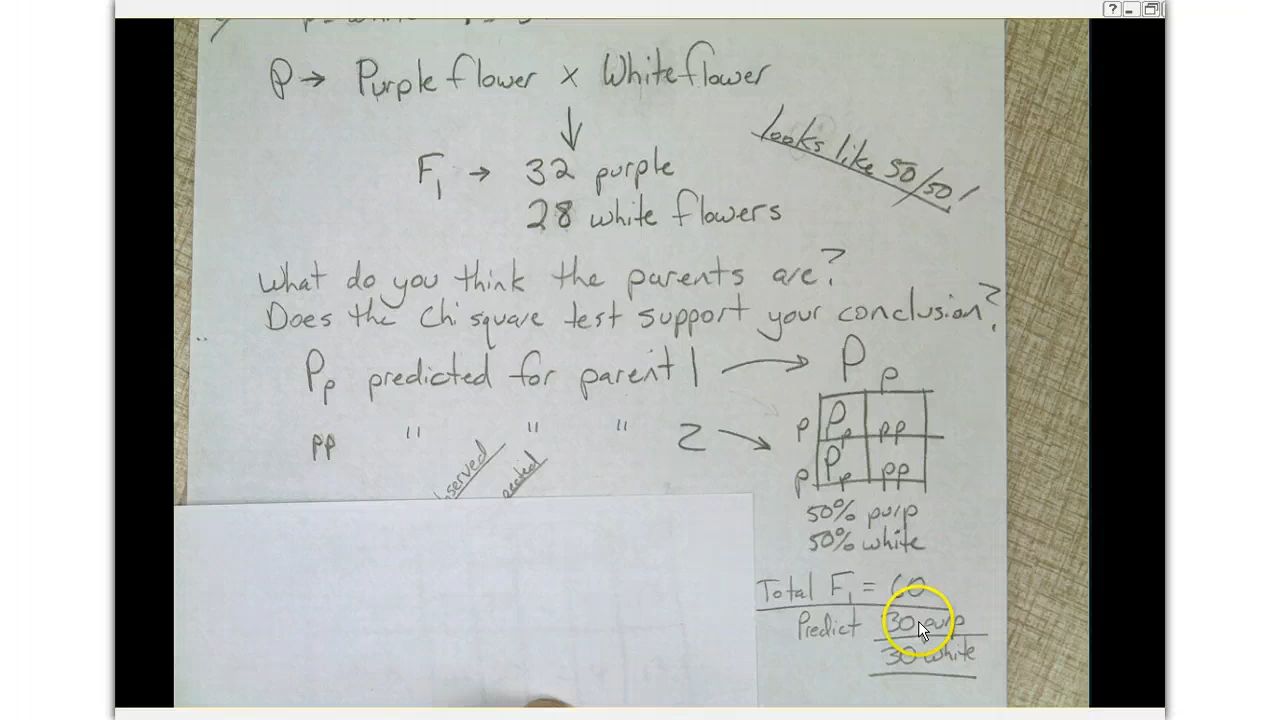 P → Purple flower x White flower
F1 → 32 purple
28 white flowers
looks like 50/50!
What do you think the parents are?
Does the Chi square test support your conclusion?
Pp predicted for parent 1 →
pp " " " 2 →
P p
p Pp pp
p Pp pp
50% purp
50% white
Total F1 = 60
Predict 30 purp
30 white